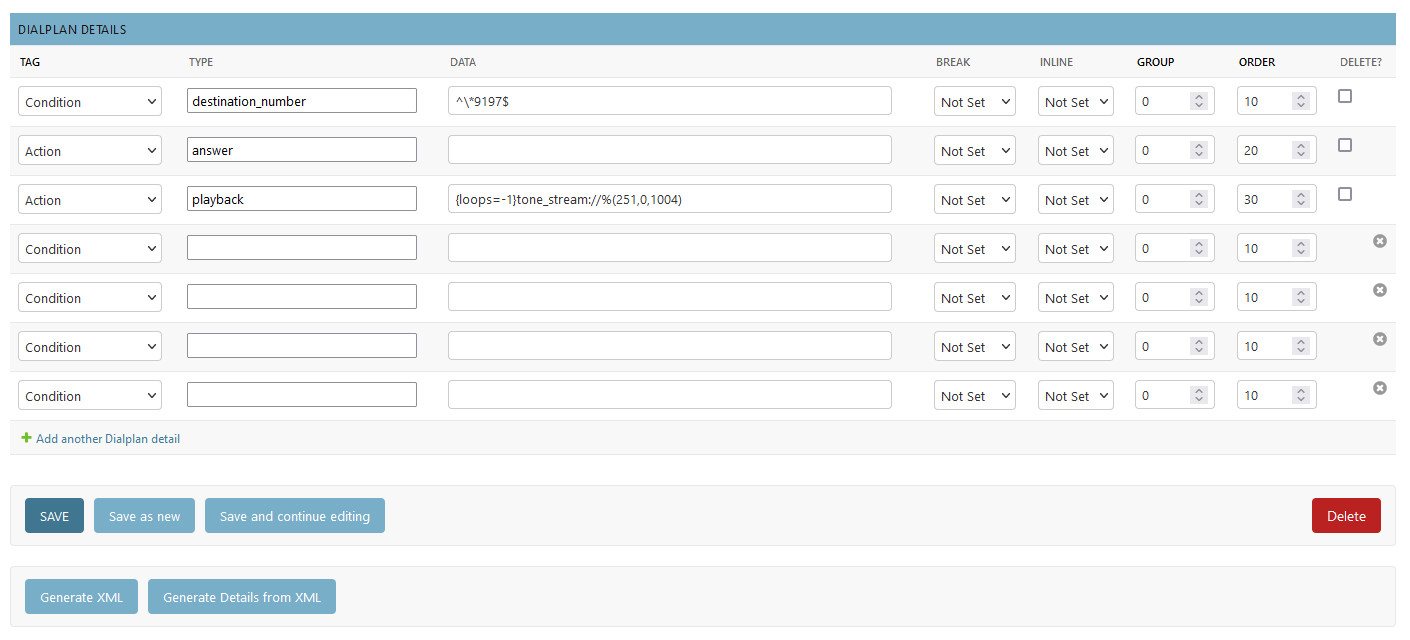 DIALPLAN DETAILS
TAG TYPE DATA BREAK INLINE GROUP ORDER DELETE?
Condition destination_number ^\*9197$ Not Set Not Set 0 10
Action answer Not Set Not Set 0 20
Action playback {loops=-1}tone_stream://%(251,0,1004) Not Set Not Set 0 30
Condition Not Set Not Set 0 10
Condition Not Set Not Set 0 10
Condition Not Set Not Set 0 10
Condition Not Set Not Set 0 10
Add another Dialplan detail
SAVE Save as new Save and continue editing Delete
Generate XML Generate Details from XML